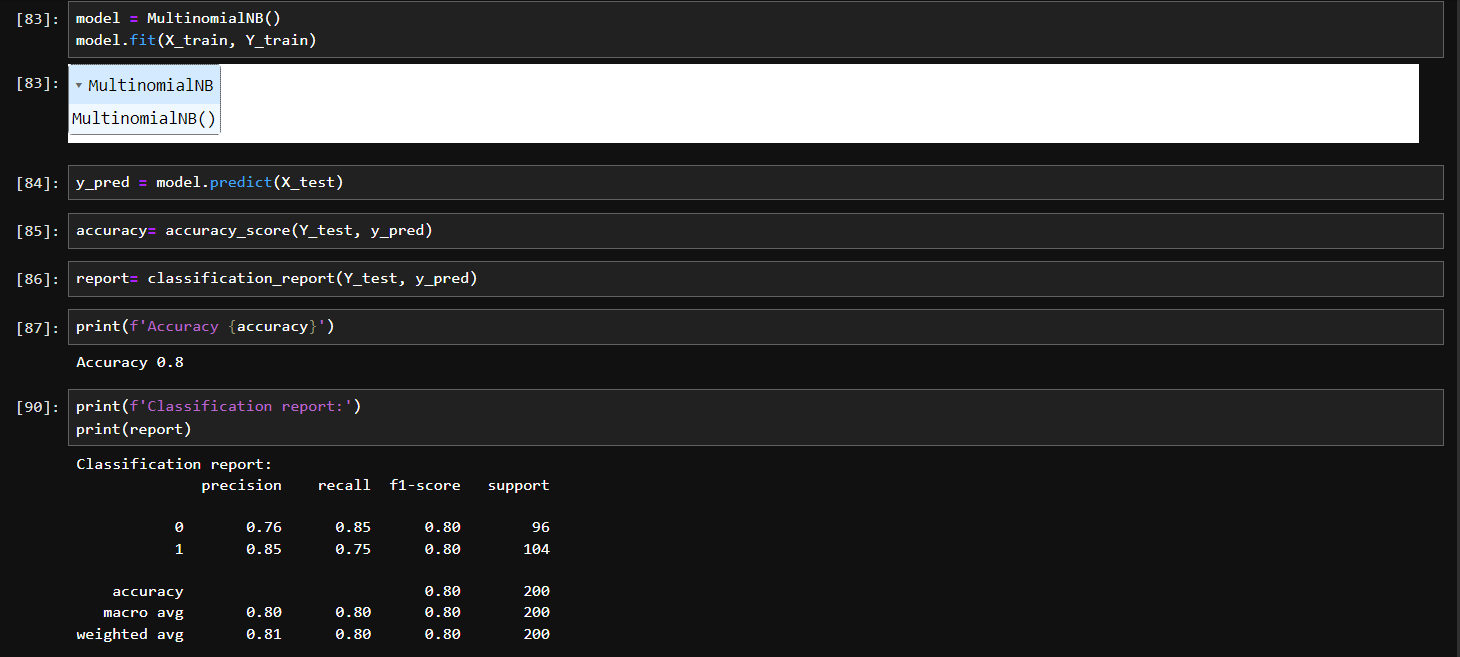 [83]: model = MultinomialNB()
model.fit(X_train, Y_train)
[83]: ▾ MultinomialNB
MultinomialNB()
[84]: y_pred = model.predict(X_test)
[85]: accuracy= accuracy_score(Y_test, y_pred)
[86]: report= classification_report(Y_test, y_pred)
[87]: print(f'Accuracy {accuracy}')
Accuracy 0.8
[90]: print(f'Classification report:')
print(report)
Classification report:
precision recall f1-score support
0 0.76 0.85 0.80 96
1 0.85 0.75 0.80 104
accuracy 0.80 200
macro avg 0.80 0.80 0.80 200
weighted avg 0.81 0.80 0.80 200